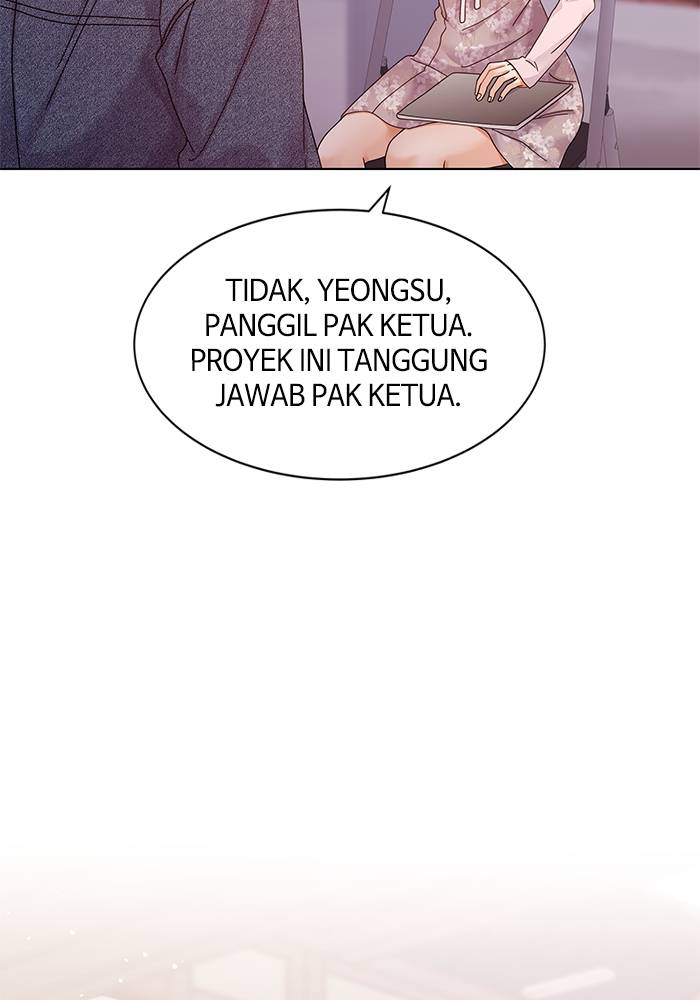 TIDAK, YEONGSU,
PANGGIL PAK KETUA.
PROYEK INI TANGGUNG
JAWAB PAK KETUA.